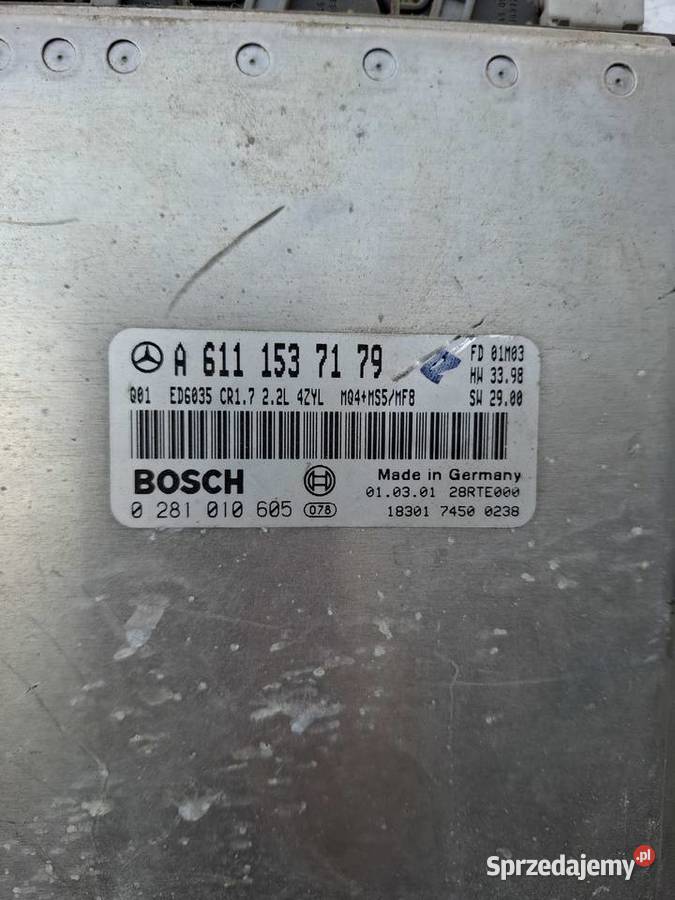 A 611 153 71 79
FD 01M03
HW 33.98
Q01 ED6035 CR1.7 2.2L 4ZYL MQ4+MS5/MF8
SW 29.00
BOSCH
Made in Germany
01.03.01 28RTE000
0 281 010 605 078
18301 7450 0238
Sprzedajemy.pl